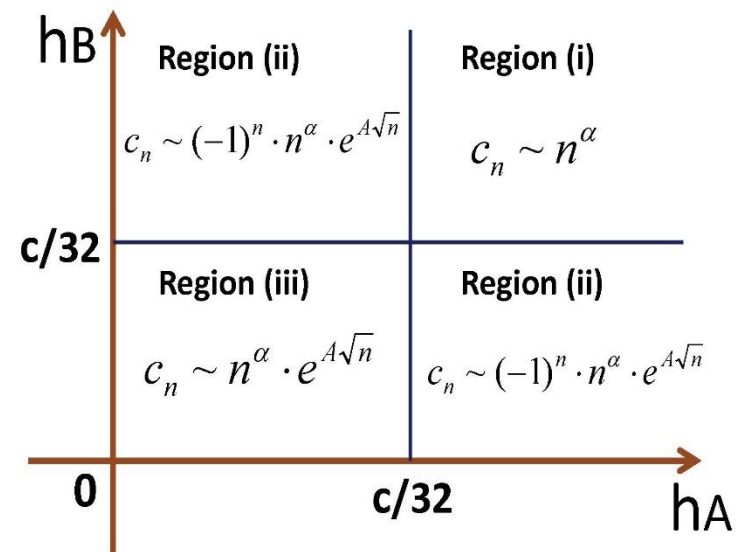 hB
Region (ii)
Region (i)
c_n ~ (−1)^n · n^α · e^{A√n}
c_n ~ n^α
c/32
Region (iii)
Region (ii)
c_n ~ n^α · e^{A√n}
c_n ~ (−1)^n · n^α · e^{A√n}
0
c/32
hA